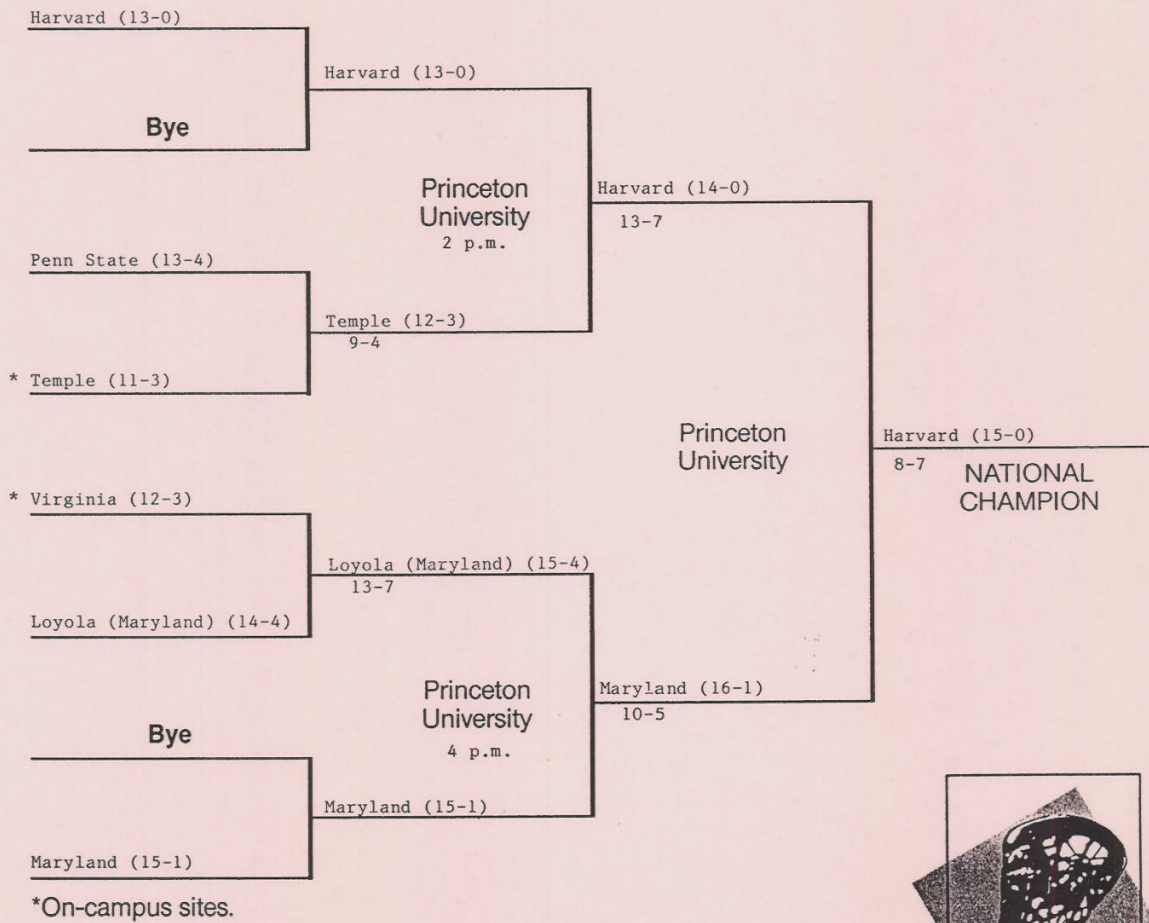 Harvard (13-0)
Bye
Harvard (13-0)
Princeton
University
2 p.m.
Penn State (13-4)
Temple (12-3)
9-4
* Temple (11-3)
Harvard (14-0)
13-7
* Virginia (12-3)
Loyola (Maryland) (15-4)
13-7
Loyola (Maryland) (14-4)
Princeton
University
4 p.m.
Bye
Maryland (15-1)
Maryland (15-1)
Maryland (16-1)
10-5
Princeton
University
Harvard (15-0)
8-7
NATIONAL
CHAMPION
*On-campus sites.